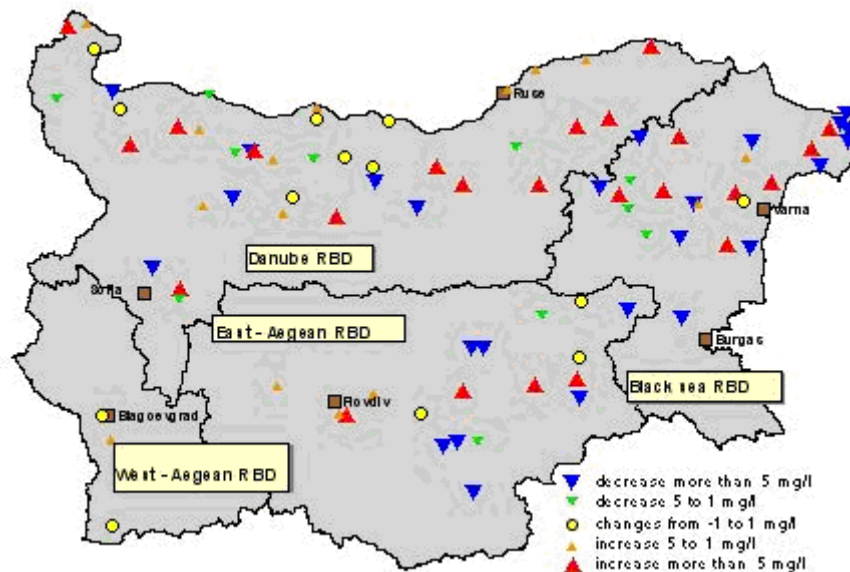 Ruse
Varna
Danube RBD
Sofia
East - Aegean RBD
Burgas
Black sea RBD
Plovdiv
Blagoevgrad
West - Aegean RBD
decrease more than 5 mg/l
decrease 5 to 1 mg/l
changes from -1 to 1 mg/l
increase 5 to 1 mg/l
increase more than 5 mg/l